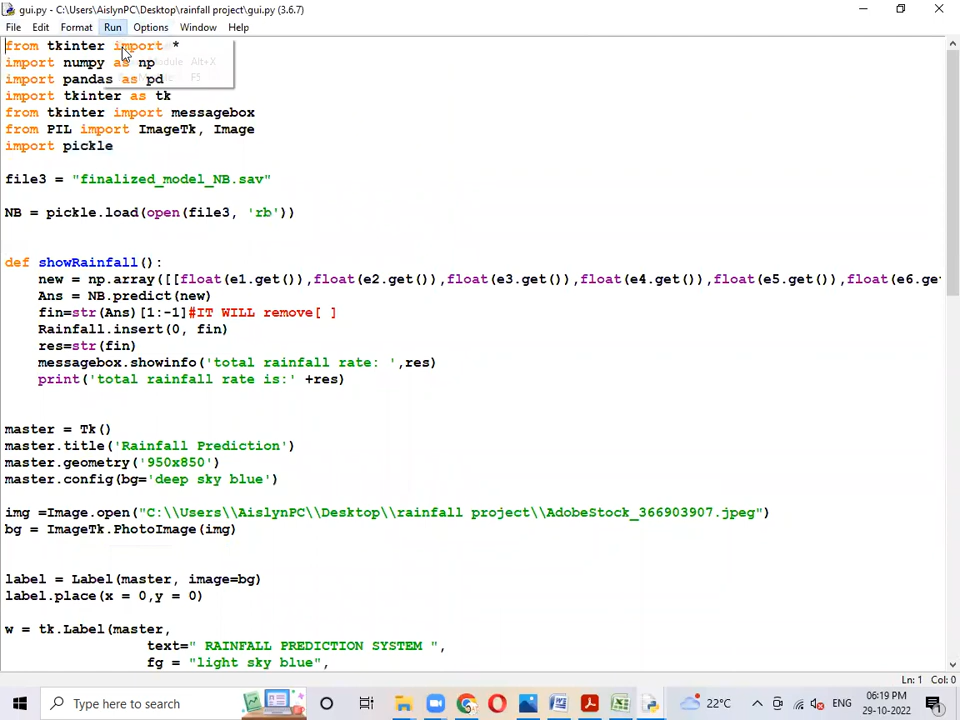 gui.py - C:\Users\AislynPC\Desktop\rainfall project\gui.py (3.6.7)
File Edit Format Run Options Window Help
from tkinter import *
import numpy as np
Alt+X
import pandas as pd
F5
import tkinter as tk
from tkinter import messagebox
from PIL import ImageTk, Image
import pickle
file3 = "finalized_model_NB.sav"
NB = pickle.load(open(file3, 'rb'))
def showRainfall():
new = np.array([[float(e1.get()),float(e2.get()),float(e3.get()),float(e4.get()),float(e5.get()),float(e6.ge
Ans = NB.predict(new)
fin=str(Ans)[1:-1]#IT WILL remove[ ]
Rainfall.insert(0, fin)
res=str(fin)
messagebox.showinfo('total rainfall rate: ',res)
print('total rainfall rate is:' +res)
master = Tk()
master.title('Rainfall Prediction')
master.geometry('950x850')
master.config(bg='deep sky blue')
img =Image.open("C:\\Users\\AislynPC\\Desktop\\rainfall project\\AdobeStock_366903907.jpeg")
bg = ImageTk.PhotoImage(img)
label = Label(master, image=bg)
label.place(x = 0,y = 0)
w = tk.Label(master,
text=" RAINFALL PREDICTION SYSTEM ",
fg = "light sky blue",
Ln: 1 Col: 0
Type here to search
22°C
ENG
06:19 PM
29-10-2022